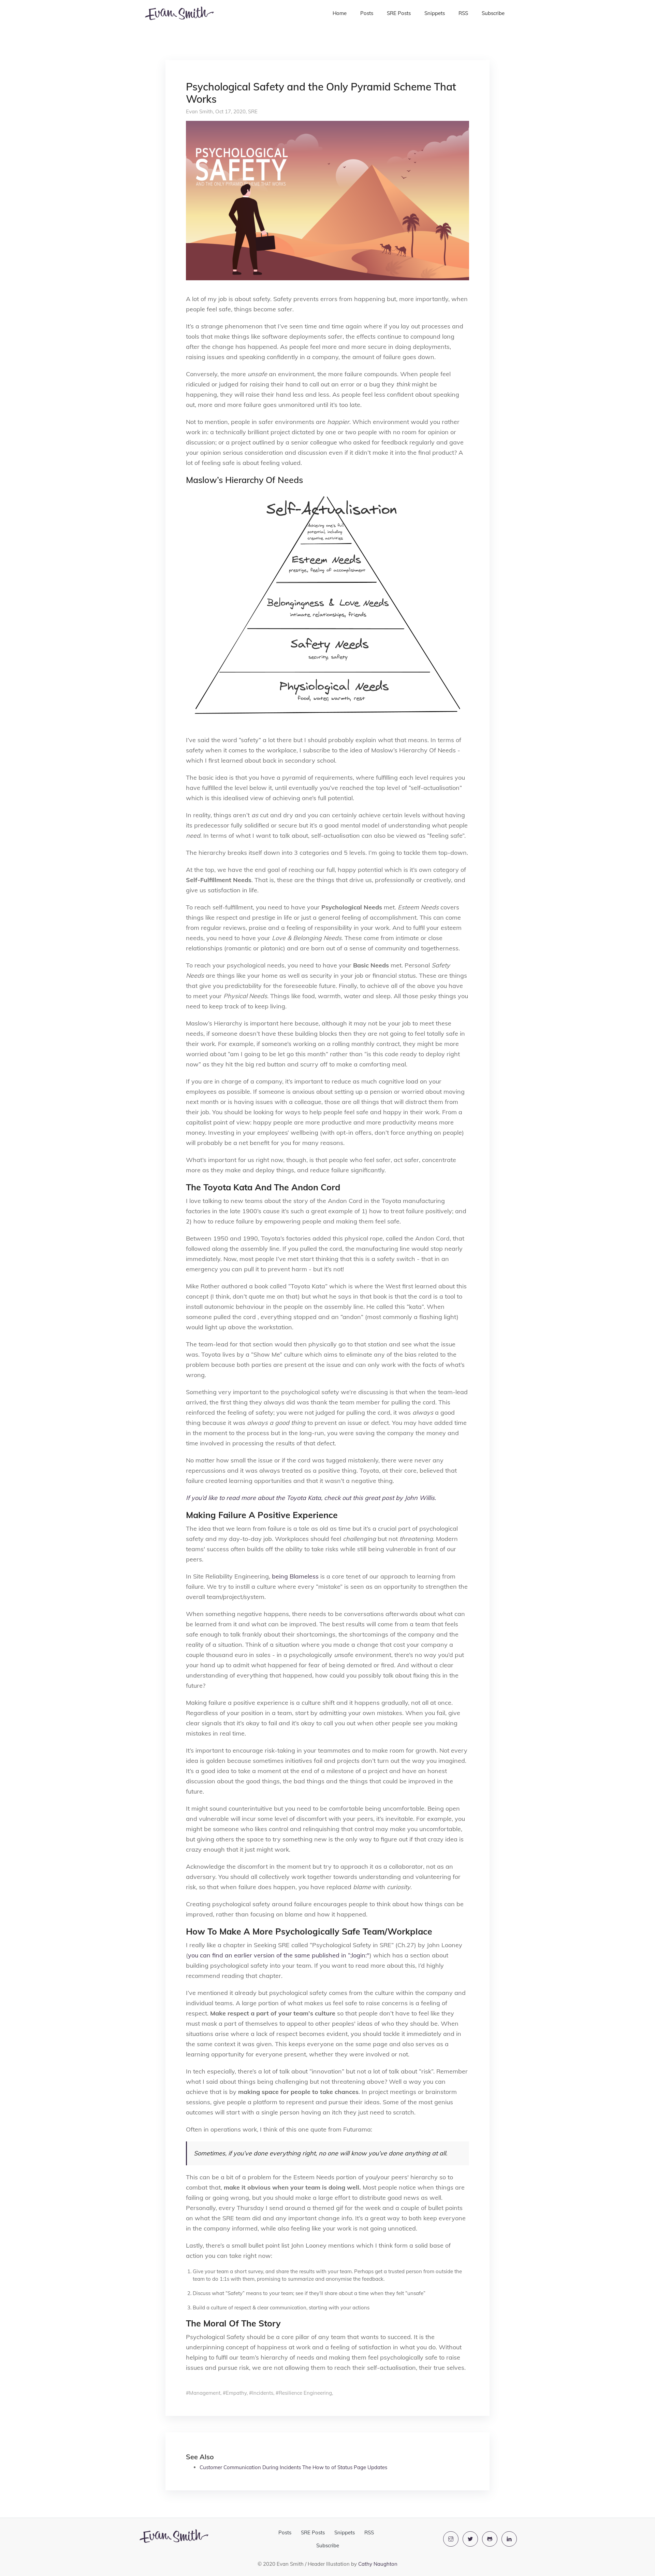 Evan Smith
Home
Posts
SRE Posts
Snippets
RSS
Subscribe
Psychological Safety and the Only Pyramid Scheme That
Works
Evan Smith, Oct 17, 2020, SRE
PSYCHOLOGICAL
SAFETY
AND THE ONLY PYRAMID SCHEME THAT WORKS
A lot of my job is about safety. Safety prevents errors from happening but, more importantly, when
people feel safe, things become safer.
It's a strange phenomenon that I've seen time and time again where if you lay out processes and
tools that make things like software deployments safer, the effects continue to compound long
after the change has happened. As people feel more and more secure in doing deployments,
raising issues and speaking confidently in a company, the amount of failure goes down.
Conversely, the more unsafe an environment, the more failure compounds. When people feel
ridiculed or judged for raising their hand to call out an error or a bug they think might be
happening, they will raise their hand less and less. As people feel less confident about speaking
out, more and more failure goes unmonitored until it's too late.
Not to mention, people in safer environments are happier. Which environment would you rather
work in: a technically brilliant project dictated by one or two people with no room for opinion or
discussion; or a project outlined by a senior colleague who asked for feedback regularly and gave
your opinion serious consideration and discussion even if it didn't make it into the final product? A
lot of feeling safe is about feeling valued.
Maslow's Hierarchy Of Needs
Self-Actualisation
Achieving one's full
potential including
creative activities
Esteem Needs
prestige, feeling of accomplishment
Belongingness & Love Needs
intimate relationships, friends
Safety Needs
security, safety
Physiological Needs
Food, water, warmth, rest
I've said the word "safety" a lot there but I should probably explain what that means. In terms of
safety when it comes to the workplace, I subscribe to the idea of Maslow's Hierarchy Of Needs -
which I first learned about back in secondary school.
The basic idea is that you have a pyramid of requirements, where fulfilling each level requires you
have fulfilled the level below it, until eventually you've reached the top level of "self-actualisation"
which is this idealised view of achieving one's full potential.
In reality, things aren't as cut and dry and you can certainly achieve certain levels without having
its predecessor fully solidified or secure but it's a good mental model of understanding what people
need. In terms of what I want to talk about, self-actualisation can also be viewed as "feeling safe".
The hierarchy breaks itself down into 3 categories and 5 levels. I'm going to tackle them top-down.
At the top, we have the end goal of reaching our full, happy potential which is it's own category of
Self-Fulfillment Needs. That is, these are the things that drive us, professionally or creatively, and
give us satisfaction in life.
To reach self-fulfillment, you need to have your Psychological Needs met. Esteem Needs covers
things like respect and prestige in life or just a general feeling of accomplishment. This can come
from regular reviews, praise and a feeling of responsibility in your work. And to fulfil your esteem
needs, you need to have your Love & Belonging Needs. These come from intimate or close
relationships (romantic or platonic) and are born out of a sense of community and togetherness.
To reach your psychological needs, you need to have your Basic Needs met. Personal Safety
Needs are things like your home as well as security in your job or financial status. These are things
that give you predictability for the foreseeable future. Finally, to achieve all of the above you have
to meet your Physical Needs. Things like food, warmth, water and sleep. All those pesky things you
need to keep track of to keep living.
Maslow's Hierarchy is important here because, although it may not be your job to meet these
needs, if someone doesn't have these building blocks then they are not going to feel totally safe in
their work. For example, if someone's working on a rolling monthly contract, they might be more
worried about "am I going to be let go this month" rather than "is this code ready to deploy right
now" as they hit the big red button and scurry off to make a comforting meal.
If you are in charge of a company, it's important to reduce as much cognitive load on your
employees as possible. If someone is anxious about setting up a pension or worried about moving
next month or is having issues with a colleague, those are all things that will distract them from
their job. You should be looking for ways to help people feel safe and happy in their work. From a
capitalist point of view: happy people are more productive and more productivity means more
money. Investing in your employees' wellbeing (with opt-in offers, don't force anything on people)
will probably be a net benefit for you for many reasons.
What's important for us right now, though, is that people who feel safer, act safer, concentrate
more as they make and deploy things, and reduce failure significantly.
The Toyota Kata And The Andon Cord
I love talking to new teams about the story of the Andon Cord in the Toyota manufacturing
factories in the late 1900's cause it's such a great example of 1) how to treat failure positively; and
2) how to reduce failure by empowering people and making them feel safe.
Between 1950 and 1990, Toyota's factories added this physical rope, called the Andon Cord, that
followed along the assembly line. If you pulled the cord, the manufacturing line would stop nearly
immediately. Now, most people I've met start thinking that this is a safety switch - that in an
emergency you can pull it to prevent harm - but it's not!
Mike Rother authored a book called "Toyota Kata" which is where the West first learned about this
concept (I think, don't quote me on that) but what he says in that book is that the cord is a tool to
install autonomic behaviour in the people on the assembly line. He called this "kata". When
someone pulled the cord , everything stopped and an "andon" (most commonly a flashing light)
would light up above the workstation.
The team-lead for that section would then physically go to that station and see what the issue
was. Toyota lives by a "Show Me" culture which aims to eliminate any of the bias related to the
problem because both parties are present at the issue and can only work with the facts of what's
wrong.
Something very important to the psychological safety we're discussing is that when the team-lead
arrived, the first thing they always did was thank the team member for pulling the cord. This
reinforced the feeling of safety; you were not judged for pulling the cord, it was always a good
thing because it was always a good thing to prevent an issue or defect. You may have added time
in the moment to the process but in the long-run, you were saving the company the money and
time involved in processing the results of that defect.
No matter how small the issue or if the cord was tugged mistakenly, there were never any
repercussions and it was always treated as a positive thing. Toyota, at their core, believed that
failure created learning opportunities and that it wasn't a negative thing.
If you'd like to read more about the Toyota Kata, check out this great post by John Willis.
Making Failure A Positive Experience
The idea that we learn from failure is a tale as old as time but it's a crucial part of psychological
safety and my day-to-day job. Workplaces should feel challenging but not threatening. Modern
teams' success often builds off the ability to take risks while still being vulnerable in front of our
peers.
In Site Reliability Engineering, being Blameless is a core tenet of our approach to learning from
failure. We try to instill a culture where every "mistake" is seen as an opportunity to strengthen the
overall team/project/system.
When something negative happens, there needs to be conversations afterwards about what can
be learned from it and what can be improved. The best results will come from a team that feels
safe enough to talk frankly about their shortcomings, the shortcomings of the company and the
reality of a situation. Think of a situation where you made a change that cost your company a
couple thousand euro in sales - in a psychologically unsafe environment, there's no way you'd put
your hand up to admit what happened for fear of being demoted or fired. And without a clear
understanding of everything that happened, how could you possibly talk about fixing this in the
future?
Making failure a positive experience is a culture shift and it happens gradually, not all at once.
Regardless of your position in a team, start by admitting your own mistakes. When you fail, give
clear signals that it's okay to fail and it's okay to call you out when other people see you making
mistakes in real time.
It's important to encourage risk-taking in your teammates and to make room for growth. Not every
idea is golden because sometimes initiatives fail and projects don't turn out the way you imagined.
It's a good idea to take a moment at the end of a milestone of a project and have an honest
discussion about the good things, the bad things and the things that could be improved in the
future.
It might sound counterintuitive but you need to be comfortable being uncomfortable. Being open
and vulnerable will incur some level of discomfort with your peers, it's inevitable. For example, you
might be someone who likes control and relinquishing that control may make you uncomfortable,
but giving others the space to try something new is the only way to figure out if that crazy idea is
crazy enough that it just might work.
Acknowledge the discomfort in the moment but try to approach it as a collaborator, not as an
adversary. You should all collectively work together towards understanding and volunteering for
risk, so that when failure does happen, you have replaced blame with curiosity.
Creating psychological safety around failure encourages people to think about how things can be
improved, rather than focusing on blame and how it happened.
How To Make A More Psychologically Safe Team/Workplace
I really like a chapter in Seeking SRE called "Psychological Safety in SRE" (Ch.27) by John Looney
(you can find an earlier version of the same published in ";login:") which has a section about
building psychological safety into your team. If you want to read more about this, I'd highly
recommend reading that chapter.
I've mentioned it already but psychological safety comes from the culture within the company and
individual teams. A large portion of what makes us feel safe to raise concerns is a feeling of
respect. Make respect a part of your team's culture so that people don't have to feel like they
must mask a part of themselves to appeal to other peoples' ideas of who they should be. When
situations arise where a lack of respect becomes evident, you should tackle it immediately and in
the same context it was given. This keeps everyone on the same page and also serves as a
learning opportunity for everyone present, whether they were involved or not.
In tech especially, there's a lot of talk about "innovation" but not a lot of talk about "risk". Remember
what I said about things being challenging but not threatening above? Well a way you can
achieve that is by making space for people to take chances. In project meetings or brainstorm
sessions, give people a platform to represent and pursue their ideas. Some of the most genius
outcomes will start with a single person having an itch they just need to scratch.
Often in operations work, I think of this one quote from Futurama:
Sometimes, if you've done everything right, no one will know you've done anything at all.
This can be a bit of a problem for the Esteem Needs portion of you/your peers' hierarchy so to
combat that, make it obvious when your team is doing well. Most people notice when things are
failing or going wrong, but you should make a large effort to distribute good news as well.
Personally, every Thursday I send around a themed gif for the week and a couple of bullet points
on what the SRE team did and any important change info. It's a great way to both keep everyone
in the company informed, while also feeling like your work is not going unnoticed.
Lastly, there's a small bullet point list John Looney mentions which I think form a solid base of
action you can take right now:
1. Give your team a short survey, and share the results with your team. Perhaps get a trusted person from outside the
team to do 1:1s with them, promising to summarize and anonymise the feedback.
2. Discuss what "Safety" means to your team; see if they'll share about a time when they felt "unsafe"
3. Build a culture of respect & clear communication, starting with your actions
The Moral Of The Story
Psychological Safety should be a core pillar of any team that wants to succeed. It is the
underpinning concept of happiness at work and a feeling of satisfaction in what you do. Without
helping to fulfil our team's hierarchy of needs and making them feel psychologically safe to raise
issues and pursue risk, we are not allowing them to reach their self-actualisation, their true selves.
#Management, #Empathy, #Incidents, #Resilience Engineering,
See Also
• Customer Communication During Incidents The How to of Status Page Updates
Evan Smith
Posts
SRE Posts
Snippets
RSS
Subscribe
© 2020 Evan Smith / Header Illustation by Cathy Naughton